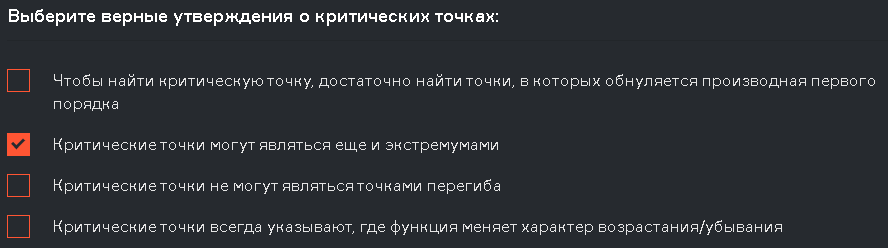 Выберите верные утверждения о критических точках:
Чтобы найти критическую точку, достаточно найти точки, в которых обнуляется производная первого
порядка
Критические точки могут являться еще и экстремумами
Критические точки не могут являться точками перегиба
Критические точки всегда указывают, где функция меняет характер возрастания/убывания